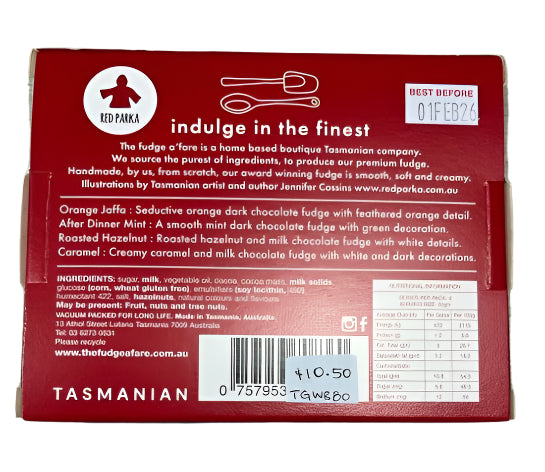 RED PARKA
BEST BEFORE
01FEB26
indulge in the finest
The fudge a'fare is a home based boutique Tasmanian company.
We source the purest of ingredients, to produce our premium fudge.
Handmade, by us, from scratch, our award winning fudge is smooth, soft and creamy.
Illustrations by Tasmanian artist and author Jennifer Cossins www.redparka.com.au
Orange Jaffa : Seductive orange dark chocolate fudge with feathered orange detail.
After Dinner Mint : A smooth mint dark chocolate fudge with green decoration.
Roasted Hazelnut : Roasted hazelnut and milk chocolate fudge with white details.
Caramel : Creamy caramel and milk chocolate fudge with white and dark decorations.
INGREDIENTS: sugar, milk, vegetable oil, cocoa, cocoa mass, milk solids,
glucose (corn, wheat gluten free), emulsifiers (soy lecithin,
humectant 422, salt, hazelnuts, natural colours and flavours
May be present: Fruit, nuts and tree nuts.
VACUUM PACKED FOR LONG LIFE. Made in Tasmania, Australia
10 Athol Street Lutana Tasmania 7009 Australia
Tel: 03 6273 0531
Please recycle
www.thefudgeafare.com.au
NUTRITIONAL INFORMATION
TASMANIAN
0 757953
$10.50
TGWBBO